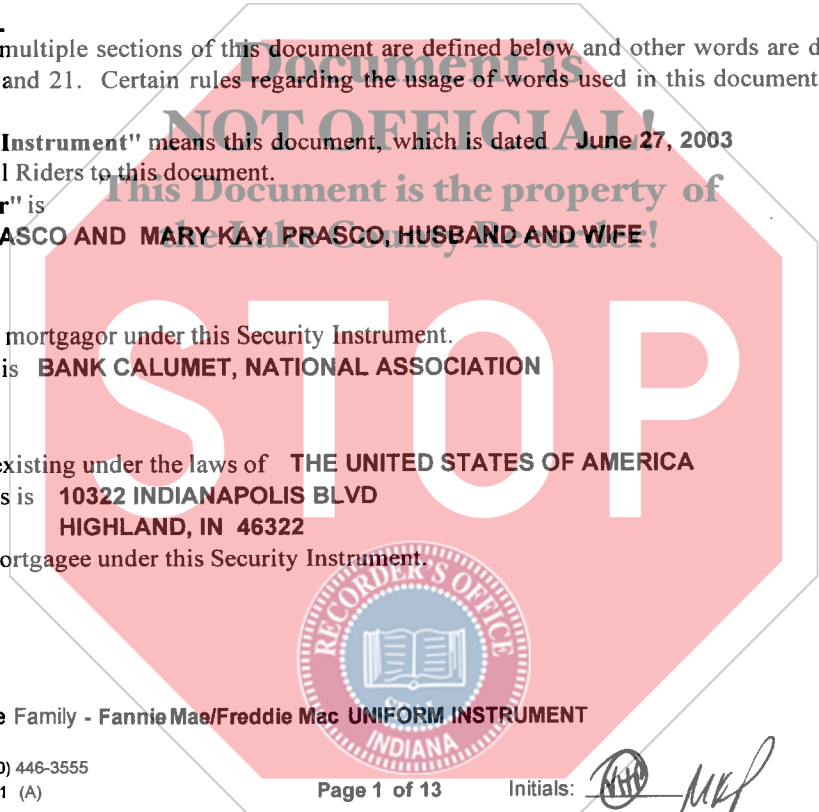 multiple sections of this document are defined below and other words are d
and 21. Certain rules regarding the usage of words used in this document
Document is
NOT OFFICIAL!
This Document is the property of
the Lake County Recorder!
Instrument" means this document, which is dated June 27, 2003
l Riders to this document.
r" is
ASCO AND MARY KAY PRASCO, HUSBAND AND WIFE
mortgagor under this Security Instrument.
is BANK CALUMET, NATIONAL ASSOCIATION
STOP
existing under the laws of THE UNITED STATES OF AMERICA
s is 10322 INDIANAPOLIS BLVD
HIGHLAND, IN 46322
ortgagee under this Security Instrument.
RECORDER'S OFFICE
INDIANA
e Family - Fannie Mae/Freddie Mac UNIFORM INSTRUMENT
0) 446-3555
1 (A)
Page 1 of 13
Initials: MKP